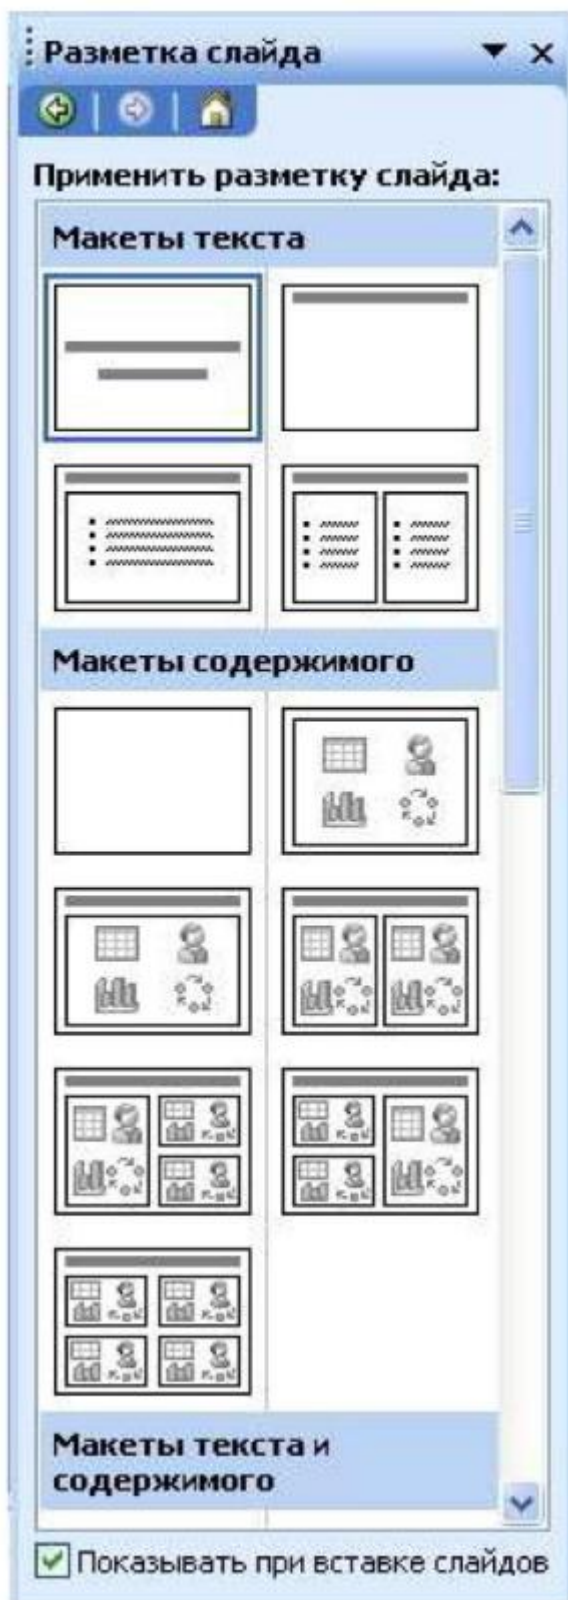 Разметка слайда
Применить разметку слайда:
Макеты текста
Макеты содержимого
Макеты текста и
содержимого
Показывать при вставке слайдов